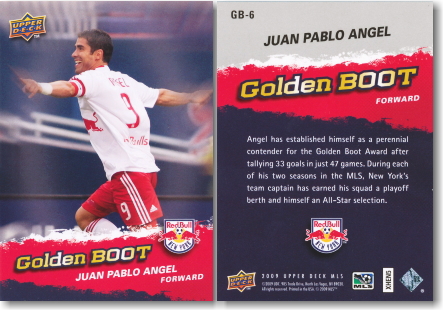 UPPER DECK
ANGEL
9
9
Red Bull
NEW YORK
Golden BOOT
JUAN PABLO ANGEL
FORWARD
GB-6
JUAN PABLO ANGEL
Golden BOOT
FORWARD
Angel has established himself as a perennial
contender for the Golden Boot Award after
tallying 33 goals in just 47 games. During each
of his two seasons in the MLS, New York's
team captain has earned his squad a playoff
berth and himself an All-Star selection.
Red Bull
NEW YORK
UPPER DECK
2009 UPPER DECK MLS
MLS
XHENS